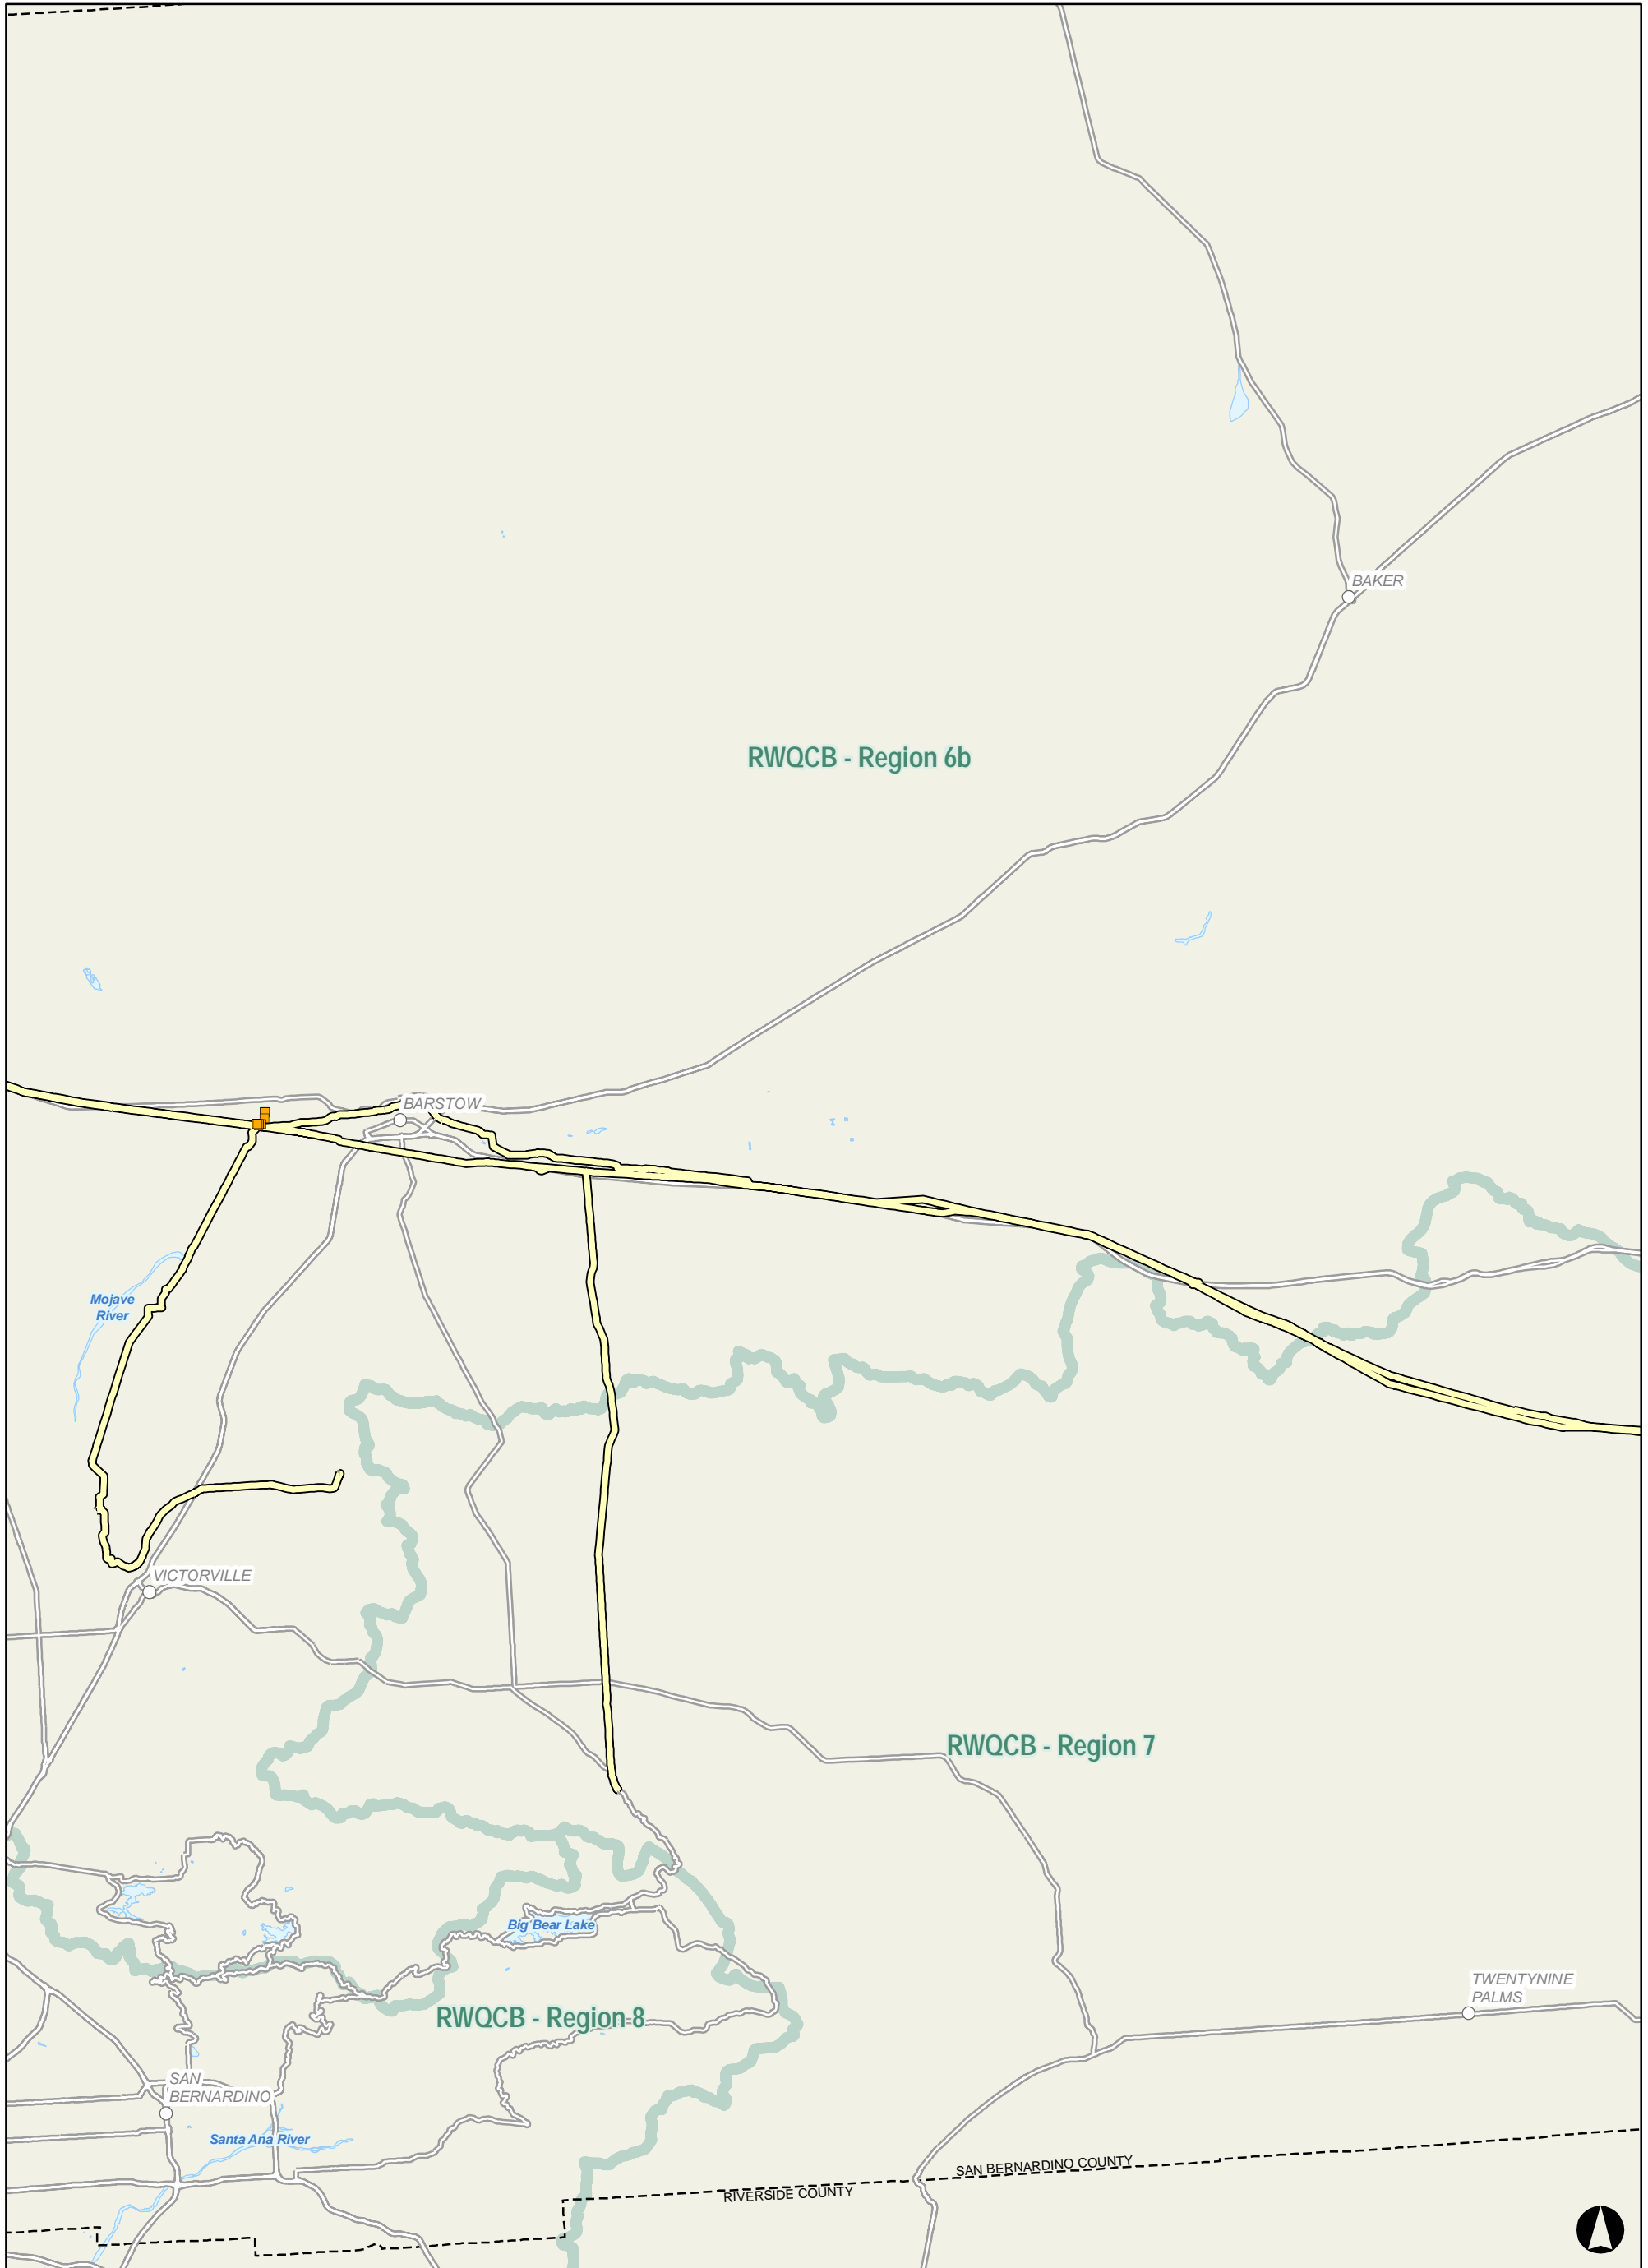 BAKER
RWQCB - Region 6b
BARSTOW
Mojave
River
VICTORVILLE
RWQCB - Region 7
Big Bear Lake
TWENTYNINE
PALMS
RWQCB - Region 8
SAN
BERNARDINO
Santa Ana River
SAN BERNARDINO COUNTY
RIVERSIDE COUNTY